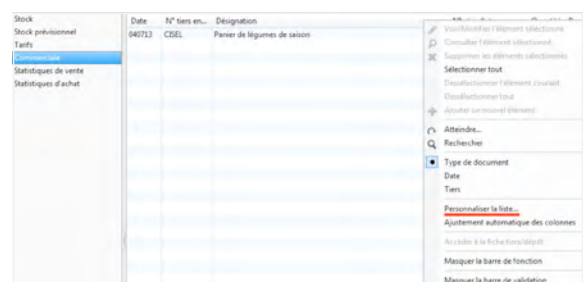 Stock
Stock prévisionnel
Tarifs
Commerciale
Statistiques de vente
Statistiques d'achat
Date N° tiers en... Désignation
040713 CISEL Panier de légumes de saison
Voir/Modifier l'élément sélectionné
Consulter l'élément sélectionné
Supprimer les éléments sélectionnés
Sélectionner tout
Désélectionner l'élément courant
Désélectionner tout
Ajouter un nouvel élément
Atteindre...
Rechercher
Type de document
Date
Tiers
Personnaliser la liste...
Ajustement automatique des colonnes
Accéder à la fiche tiers/dépôt
Masquer la barre de fonction
Masquer la barre de validation